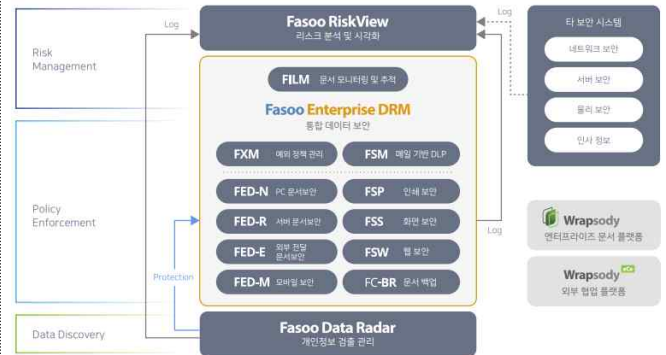 Log
Fasoo RiskView
리스크 분석 및 시각화
Risk
Management
FILM 문서 모니터링 및 추적
Fasoo Enterprise DRM
통합 데이터 보안
FXM 예외 정책 관리
FSM 메일 기반 DLP
FED-N PC 문서보안
FSP 인쇄 보안
FED-R 서버 문서보안
FSS 화면 보안
FED-E 외부 전달
문서보안
FSW 웹 보안
FED-M 모바일 보안
FC-BR 문서 백업
Policy
Enforcement
Protection
Log
Data Discovery
Fasoo Data Radar
개인정보 검출 관리
타 보안 시스템
네트워크 보안
서버 보안
물리 보안
인사 정보
Wrapsody
엔터프라이즈 문서 플랫폼
Wrapsody
외부 협업 플랫폼